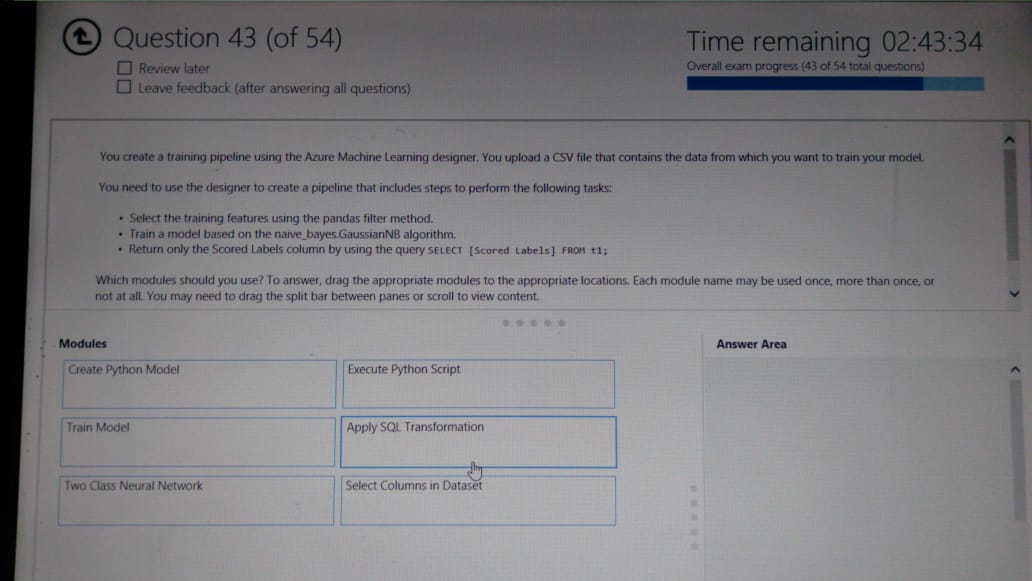 Question 43 (of 54)
Review later
Leave feedback (after answering all questions)
Time remaining 02:43:34
Overall exam progress (43 of 54 total questions)
You create a training pipeline using the Azure Machine Learning designer. You upload a CSV file that contains the data from which you want to train your model.
You need to use the designer to create a pipeline that includes steps to perform the following tasks:
• Select the training features using the pandas filter method.
• Train a model based on the naive_bayes.GaussianNB algorithm.
• Return only the Scored Labels column by using the query SELECT [Scored Labels] FROM t1;
Which modules should you use? To answer, drag the appropriate modules to the appropriate locations. Each module name may be used once, more than once, or
not at all. You may need to drag the split bar between panes or scroll to view content.
Modules
Create Python Model
Execute Python Script
Train Model
Apply SQL Transformation
Two Class Neural Network
Select Columns in Dataset
Answer Area